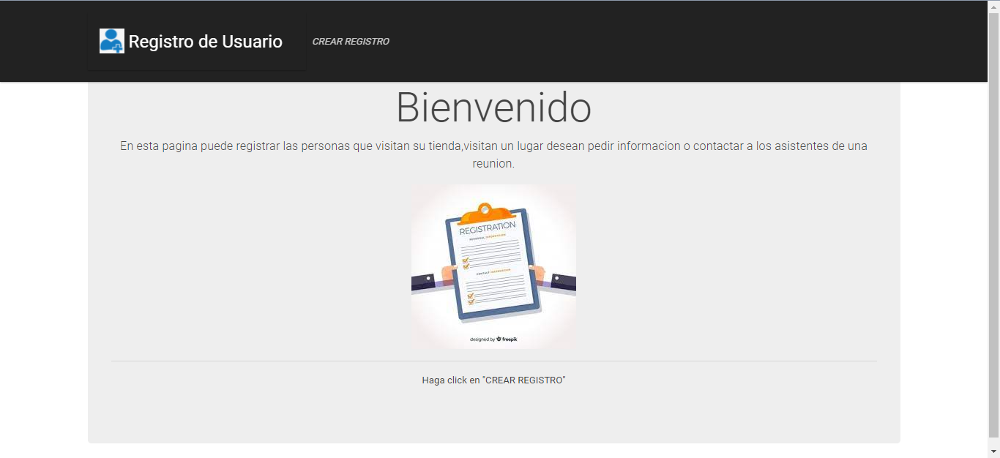 Registro de Usuario
CREAR REGISTRO
Bienvenido
En esta pagina puede registrar las personas que visitan su tienda,visitan un lugar desean pedir informacion o contactar a los asistentes de una
reunion.
REGISTRATION
PERSONAL INFORMATION
CONTACT INFORMATION
designed by freepik
Haga click en "CREAR REGISTRO"